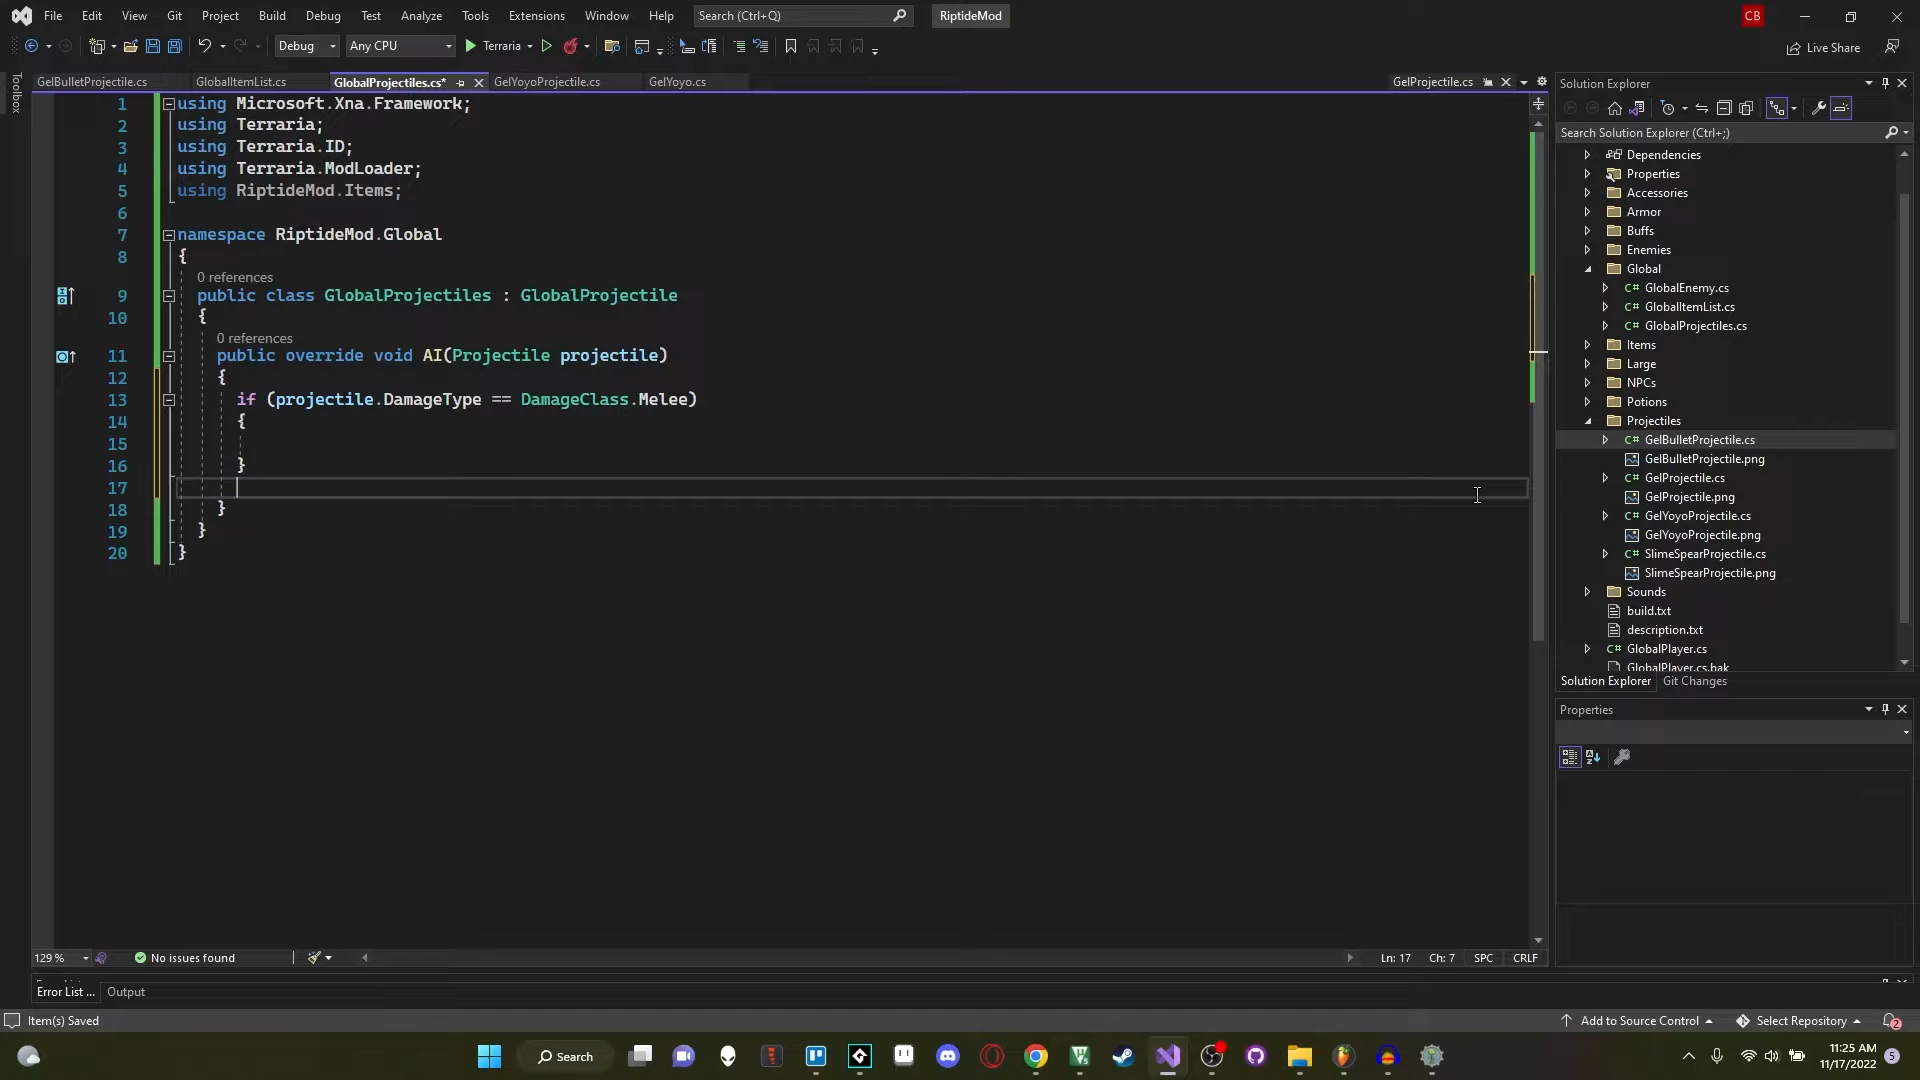 File Edit View Git Project Build Debug Test Analyze Tools Extensions Window Help Search (Ctrl+Q) RiptideMod CB
Debug Any CPU Terraria Live Share
Toolbox
GelBulletProjectile.cs GlobalItemList.cs GlobalProjectiles.cs* GelYoyoProjectile.cs GelYoyo.cs GelProjectile.cs
1 using Microsoft.Xna.Framework;
2 using Terraria;
3 using Terraria.ID;
4 using Terraria.ModLoader;
5 using RiptideMod.Items;
6
7 namespace RiptideMod.Global
8 {
0 references
9 public class GlobalProjectiles : GlobalProjectile
10 {
0 references
11 public override void AI(Projectile projectile)
12 {
13 if (projectile.DamageType == DamageClass.Melee)
14 {
15
16 }
17
18 }
19 }
20 }
129 % No issues found Ln: 17 Ch: 7 SPC CRLF
Error List ... Output
Solution Explorer
Search Solution Explorer (Ctrl+;)
Dependencies
Properties
Accessories
Armor
Buffs
Enemies
Global
C# GlobalEnemy.cs
C# GlobalItemList.cs
C# GlobalProjectiles.cs
Items
Large
NPCs
Potions
Projectiles
C# GelBulletProjectile.cs
GelBulletProjectile.png
C# GelProjectile.cs
GelProjectile.png
C# GelYoyoProjectile.cs
GelYoyoProjectile.png
C# SlimeSpearProjectile.cs
SlimeSpearProjectile.png
Sounds
build.txt
description.txt
C# GlobalPlayer.cs
GlobalPlayer.cs.bak
Solution Explorer Git Changes
Properties
Item(s) Saved Add to Source Control Select Repository 2
Search 11:25 AM
11/17/2022 5